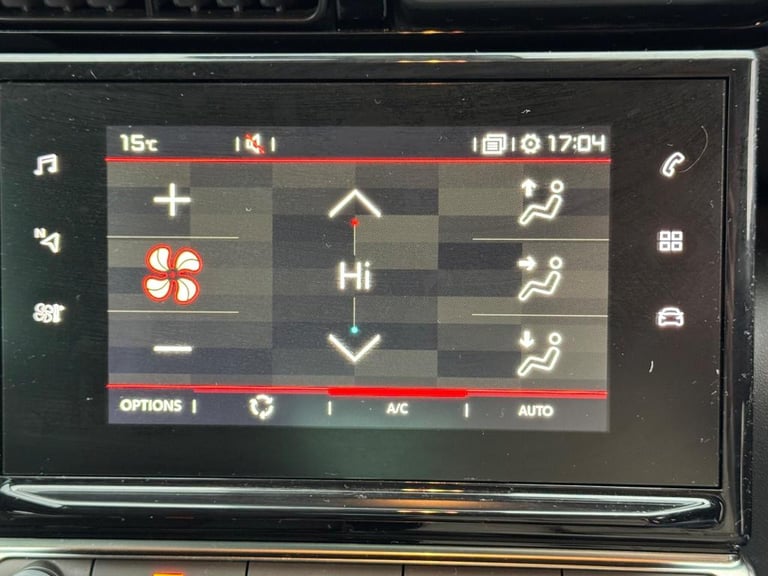 15°C 17:04
N
Hi
OPTIONS A/C AUTO